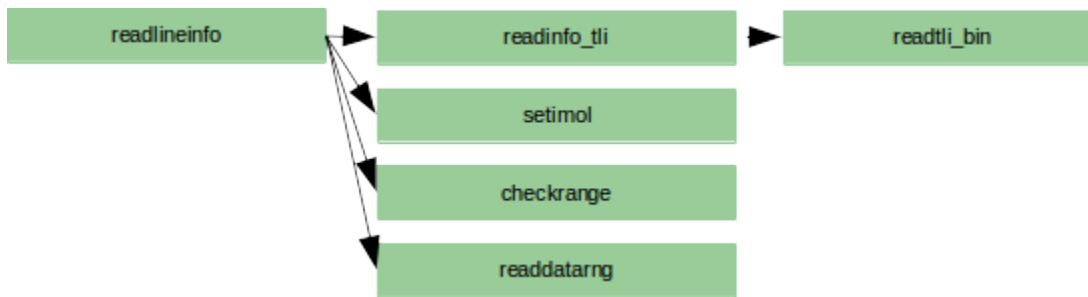 readlineinfo
readinfo_tli
readtli_bin
setimol
checkrange
readdatarng